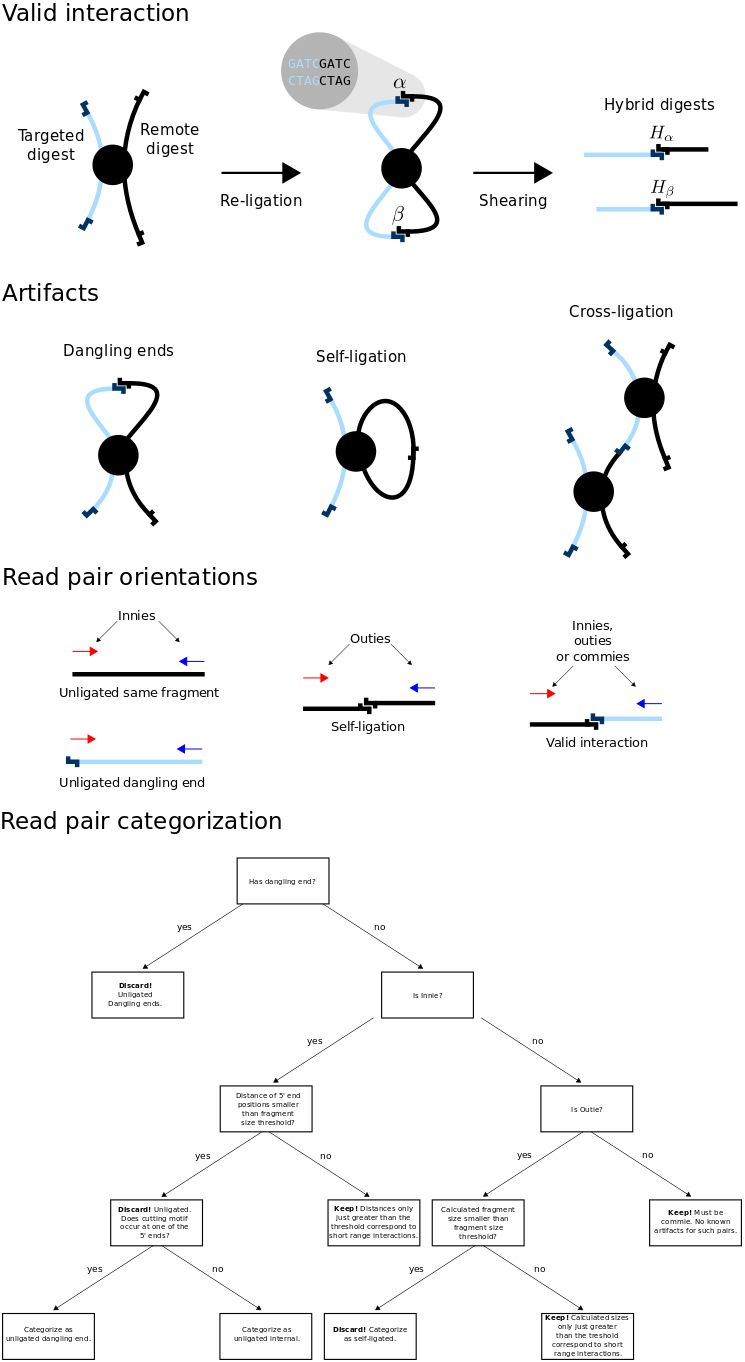 Valid interaction
GATCGATC
CTAGCTAG
α
Targeted
digest
Remote
digest
Re-ligation
β
Shearing
Hybrid digests
Hα
Hβ
Artifacts
Dangling ends
Self-ligation
Cross-ligation
Read pair orientations
Innies
Unligated same fragment
Unligated dangling end
Outies
Self-ligation
Innies,
outies
or commies
Valid interaction
Read pair categorization
Has dangling end?
yes
no
Discard!
Unligated
Dangling ends.
Is Innie?
yes
no
Distance of 5' end
positions smaller
than fragment
size threshold?
Is Outie?
yes
no
yes
no
Discard! Unligated.
Does cutting motif
occur at one of the
5' ends?
Keep! Distances only
just greater than the
threshold correspond to
short range interactions.
Calculated fragment
size smaller than
fragment size
threshold?
Keep! Must be
commie. No known
artifacts for such pairs.
yes
no
yes
no
Categorize as
unligated dangling end.
Categorize as
unligated internal.
Discard! Categorize
as self-ligated.
Keep! Calculated sizes
only just greater
than the treshold
correspond to short
range interactions.